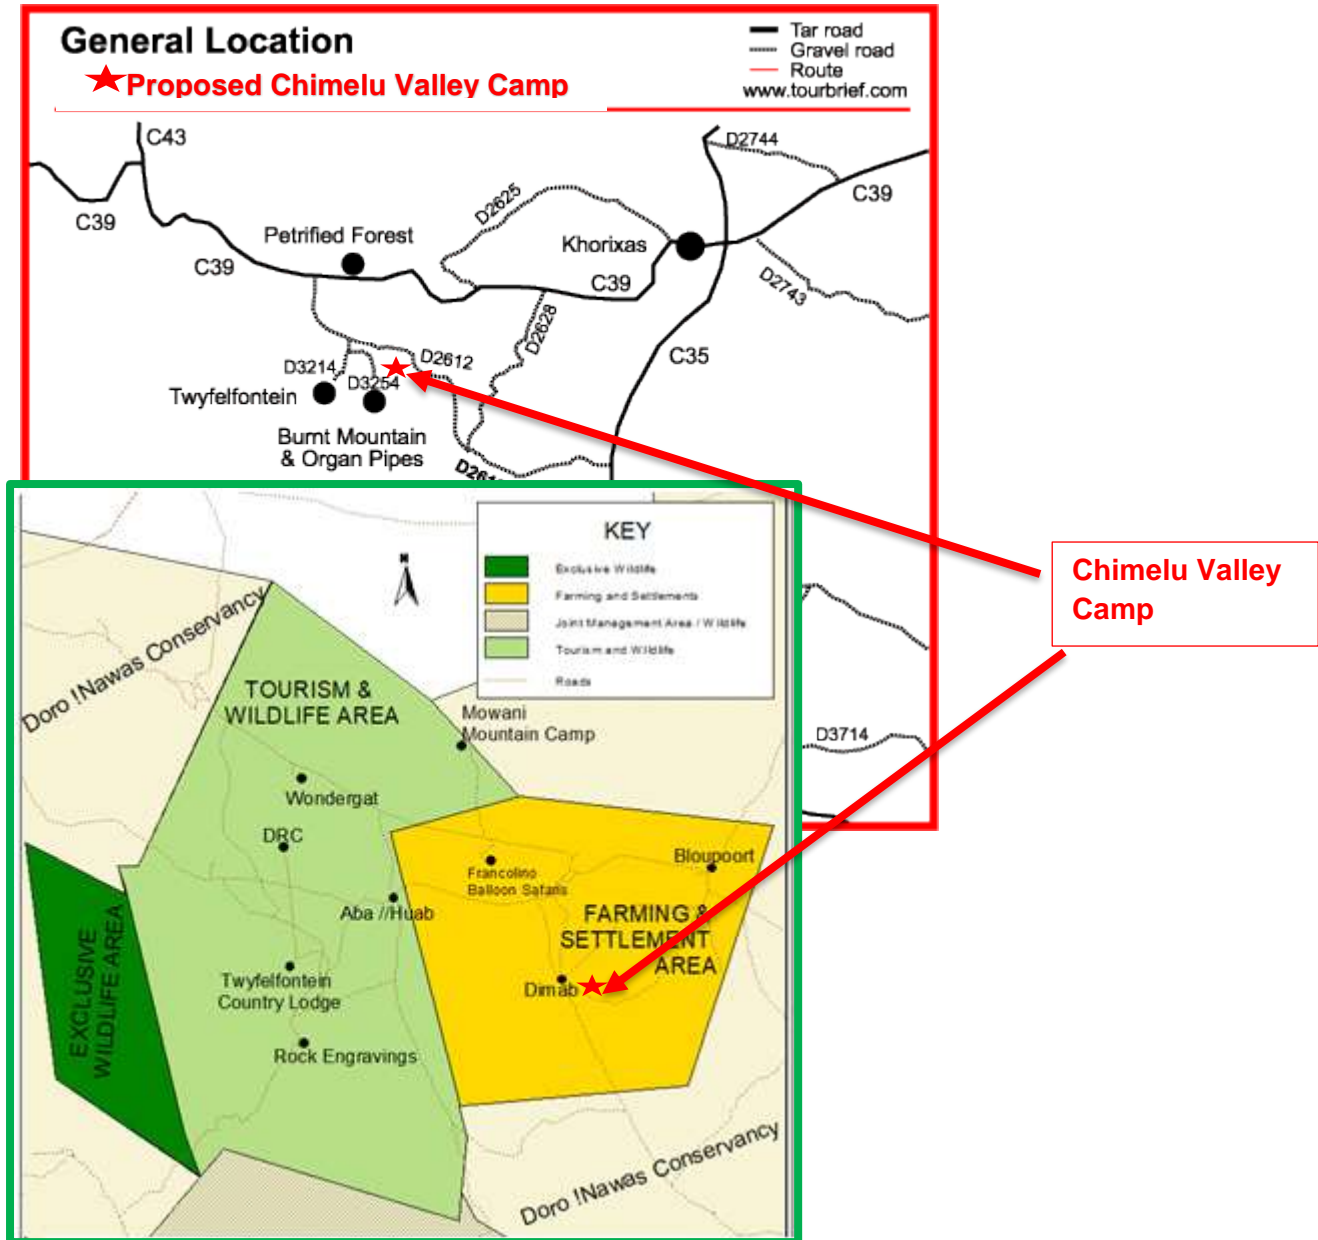 General Location
Proposed Chimelu Valley Camp
Tar road
Gravel road
Route
www.tourbrief.com
C43
D2744
C39
C39
D2625
Petrified Forest
Khorixas
C39
C39
D2743
D2628
C35
D3214
D2612
D3254
Twyfelfontein
Burnt Mountain
& Organ Pipes
D3714
Chimelu Valley
Camp
KEY
Exclusive Wildlife
Farming and Settlements
Joint Management Area / Wildlife
Tourism and Wildlife
Roads
N
Doro !Nawas Conservancy
TOURISM &
WILDLIFE AREA
Mowani
Mountain Camp
Wondergat
DRC
Francolino
Balloon Safaris
Bloupoort
Aba //Huab
FARMING &
SETTLEMENT
AREA
EXCLUSIVE
WILDLIFE AREA
Twyfelfontein
Country Lodge
Dimab
Rock Engravings
Doro !Nawas Conservancy